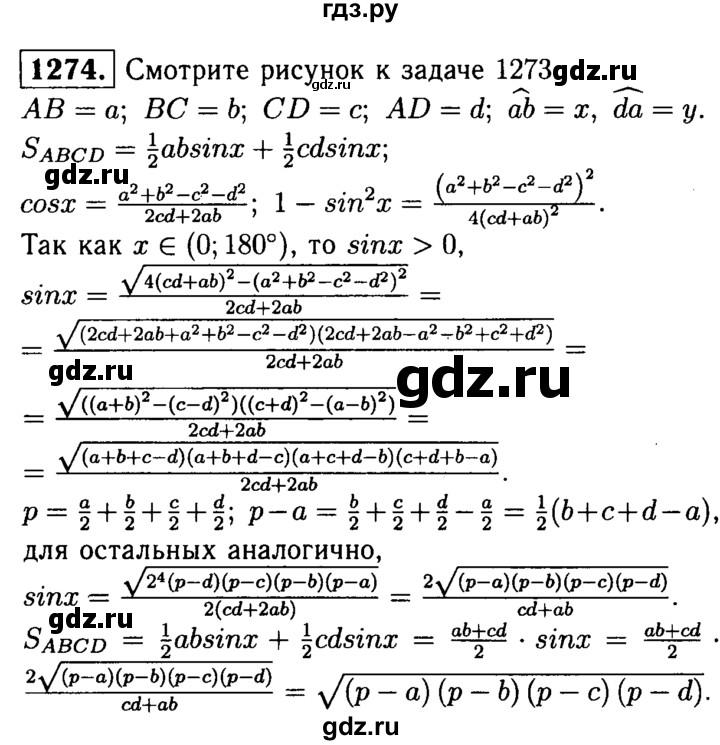 гдз.ру
1274. Смотрите рисунок к задаче 1273.
gdz.ru
AB = a; BC = b; CD = c; AD = d; \widehat{ab} = x, \widehat{da} = y.
S_{ABCD} = \frac{1}{2}absinx + \frac{1}{2}cdsinx;
gdz.ru
cosx = \frac{a^2+b^2-c^2-d^2}{2cd+2ab}; 1 - sin^2x = \frac{(a^2+b^2-c^2-d^2)^2}{4(cd+ab)^2}.
Так как x ∈ (0; 180°), то sinx > 0,
sinx = \frac{\sqrt{4(cd+ab)^2-(a^2+b^2-c^2-d^2)^2}}{2cd+2ab} =
= \frac{\sqrt{(2cd+2ab+a^2+b^2-c^2-d^2)(2cd+2ab-a^2-b^2+c^2+d^2)}}{2cd+2ab} =
gdz.ru
gdz.ru
= \frac{\sqrt{((a+b)^2-(c-d)^2)((c+d)^2-(a-b)^2)}}{2cd+2ab} =
= \frac{\sqrt{(a+b+c-d)(a+b+d-c)(a+c+d-b)(c+d+b-a)}}{2cd+2ab}.
p = \frac{a}{2} + \frac{b}{2} + \frac{c}{2} + \frac{d}{2}; p-a = \frac{b}{2} + \frac{c}{2} + \frac{d}{2} - \frac{a}{2} = \frac{1}{2}(b+c+d-a),
gdz.ru
для остальных аналогично,
gdz.ru
sinx = \frac{\sqrt{2^4(p-d)(p-c)(p-b)(p-a)}}{2(cd+2ab)} = \frac{2\sqrt{(p-a)(p-b)(p-c)(p-d)}}{cd+ab}.
S_{ABCD} = \frac{1}{2}absinx + \frac{1}{2}cdsinx = \frac{ab+cd}{2} · sinx = \frac{ab+cd}{2} ·
\frac{2\sqrt{(p-a)(p-b)(p-c)(p-d)}}{cd+ab} = \sqrt{(p-a)(p-b)(p-c)(p-d)}.
gdz.ru